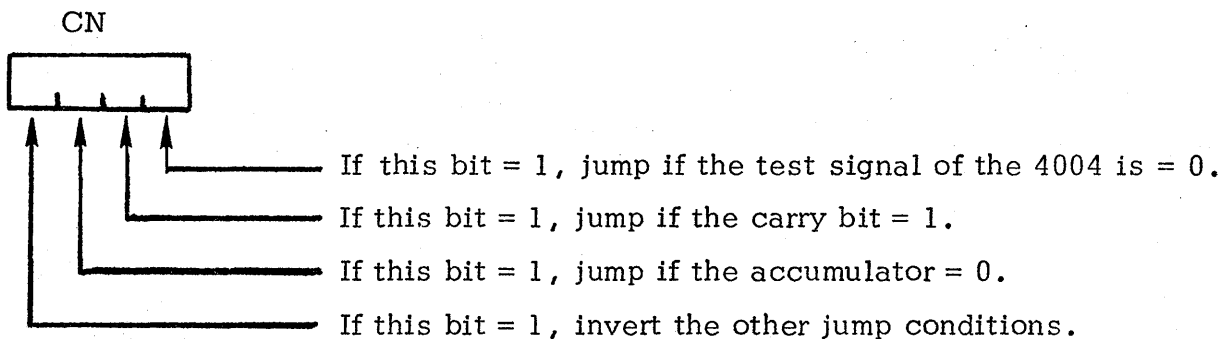 CN
If this bit = 1, jump if the test signal of the 4004 is = 0.
If this bit = 1, jump if the carry bit = 1.
If this bit = 1, jump if the accumulator = 0.
If this bit = 1, invert the other jump conditions.